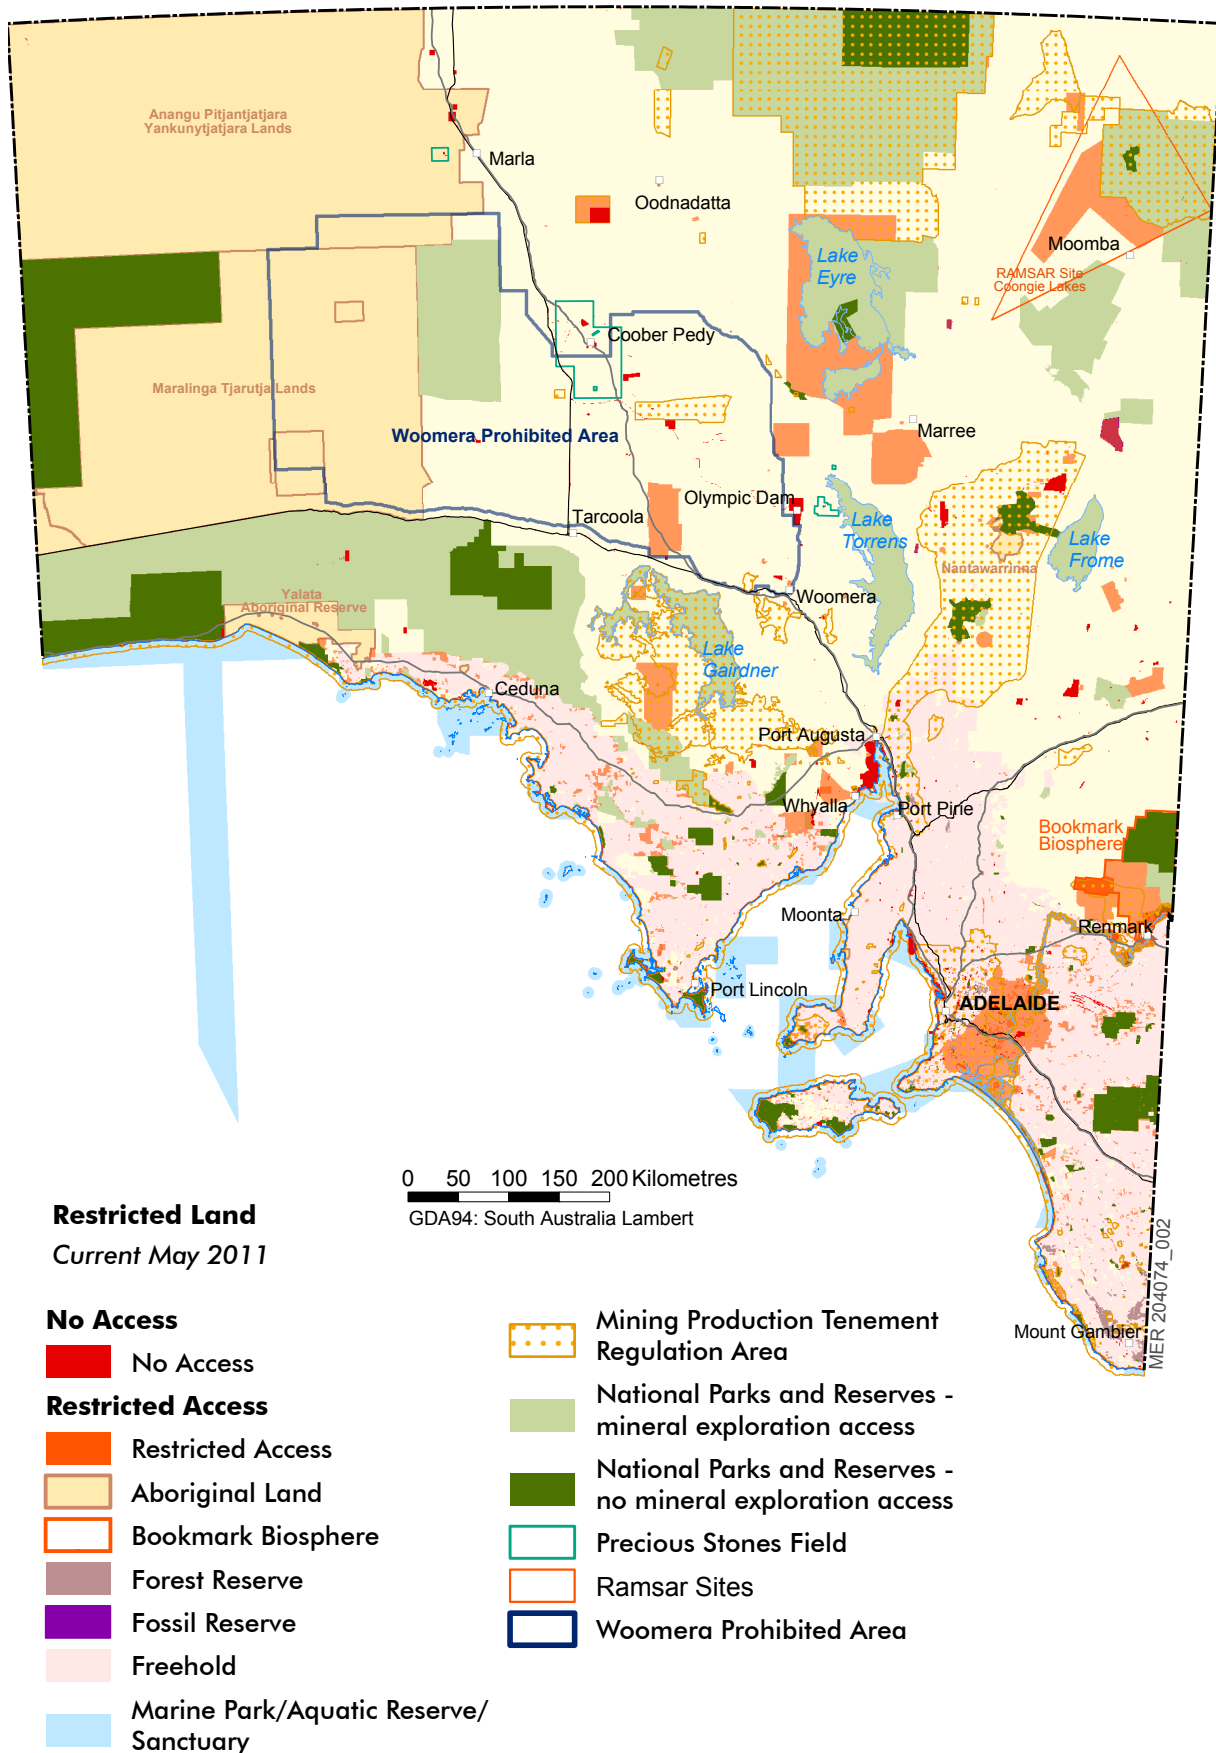 Anangu Pitjantjatjara
Yankunytjatjara Lands
Marla
Oodnadatta
Lake
Eyre
Moomba
RAMSAR Site
Coongie Lakes
Coober Pedy
Maralinga Tjarutja Lands
Woomera Prohibited Area
Marree
Olympic Dam
Tarcoola
Lake
Torrens
Lake
Frome
Nantawarrinna
Yalata
Aboriginal Reserve
Woomera
Lake
Gairdner
Ceduna
Port Augusta
Whyalla
Port Pirie
Bookmark
Biosphere
Moonta
Renmark
Port Lincoln
ADELAIDE
0 50 100 150 200 Kilometres
GDA94: South Australia Lambert
Mount Gambier
MER 204074_002
Restricted Land
Current May 2011
No Access
No Access
Restricted Access
Restricted Access
Aboriginal Land
Bookmark Biosphere
Forest Reserve
Fossil Reserve
Freehold
Marine Park/Aquatic Reserve/
Sanctuary
Mining Production Tenement
Regulation Area
National Parks and Reserves -
mineral exploration access
National Parks and Reserves -
no mineral exploration access
Precious Stones Field
Ramsar Sites
Woomera Prohibited Area